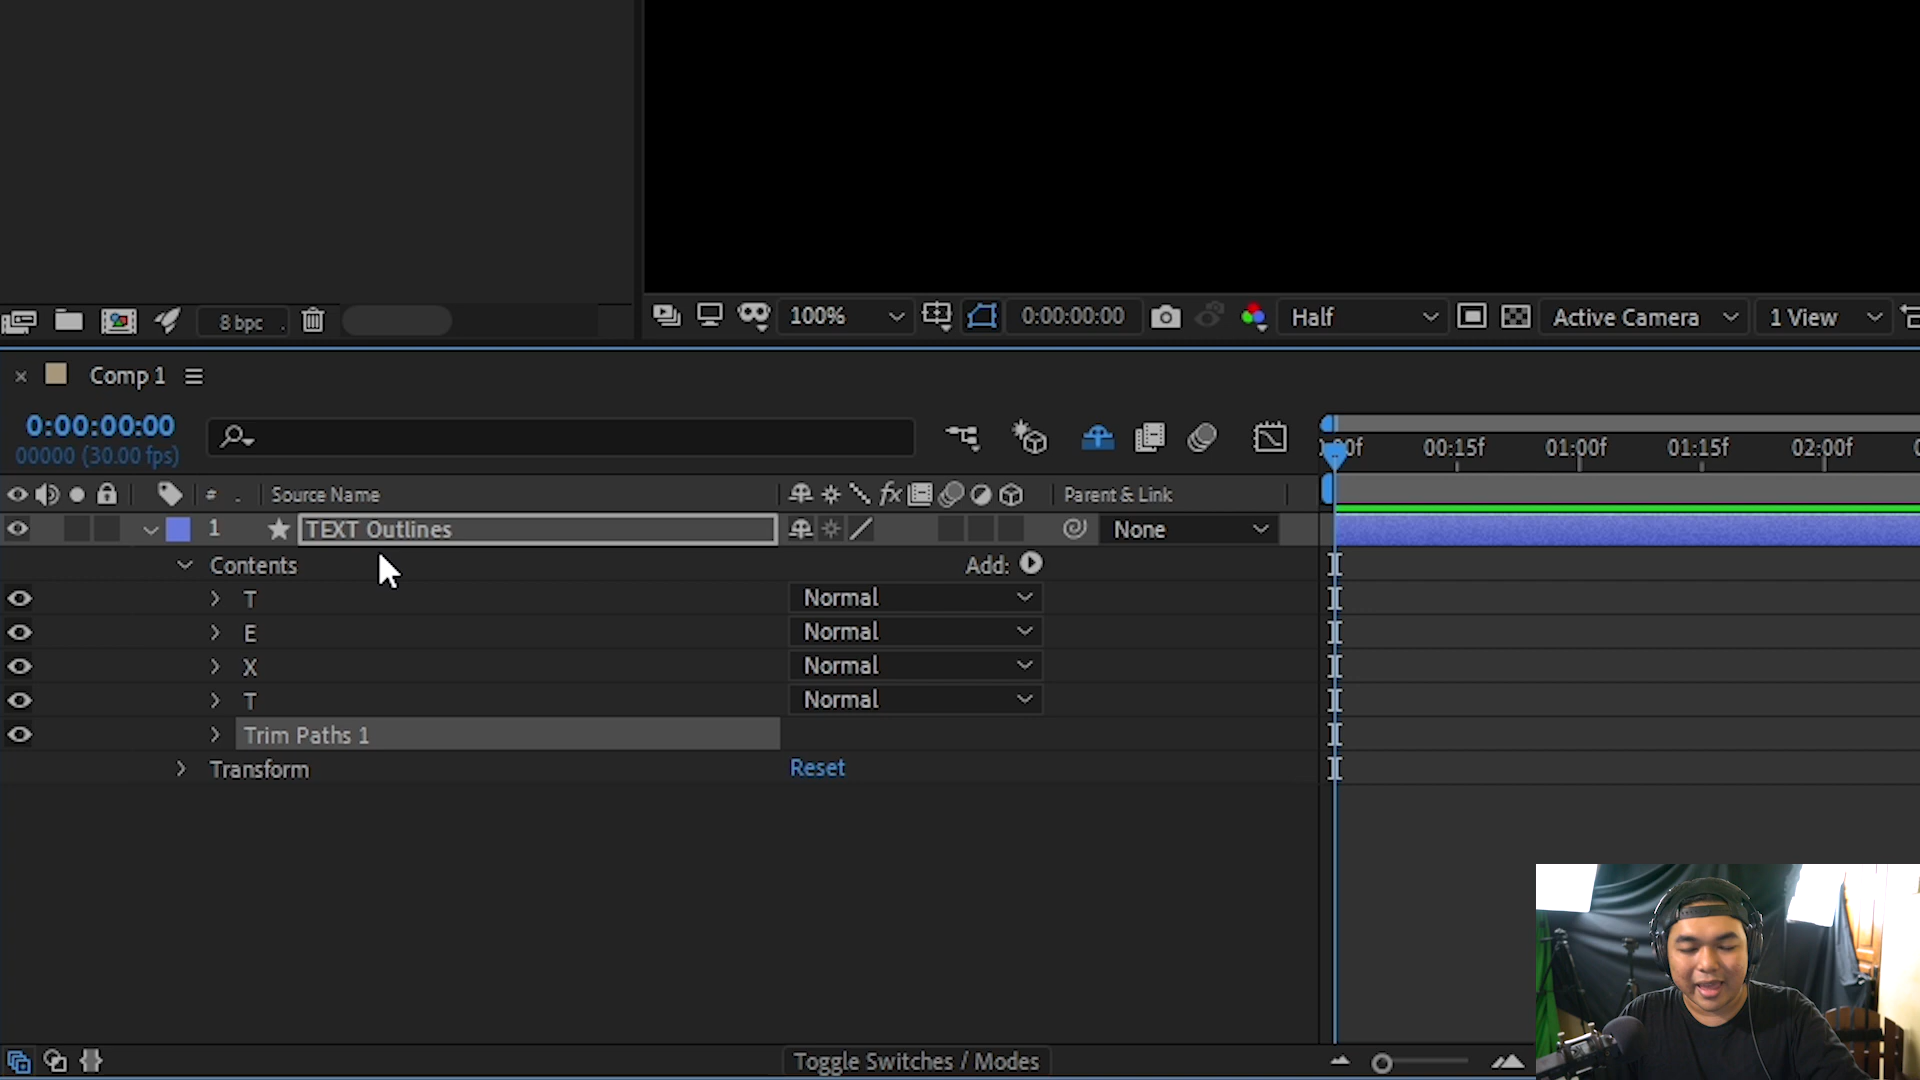 8 bpc
100%
0:00:00:00
Half
Active Camera
1 View
Comp 1
0:00:00:00
00000 (30.00 fps)
00:15f
01:00f
01:15f
02:00f
#
Source Name
fx
Parent & Link
1
TEXT Outlines
None
Contents
Add:
T
Normal
E
Normal
X
Normal
T
Normal
Trim Paths 1
Transform
Reset
Toggle Switches / Modes